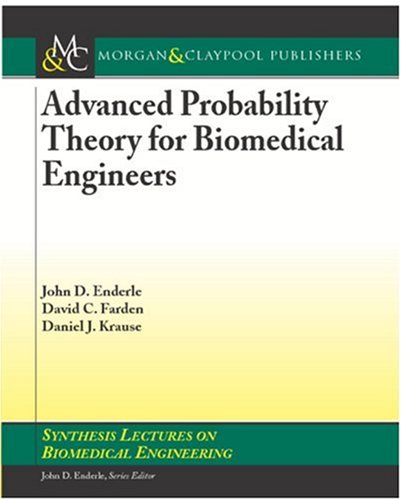 M
&C
MORGAN&CLAYPOOL PUBLISHERS
Advanced Probability
Theory for Biomedical
Engineers
John D. Enderle
David C. Farden
Daniel J. Krause
SYNTHESIS LECTURES ON
BIOMEDICAL ENGINEERING
John D. Enderle, Series Editor